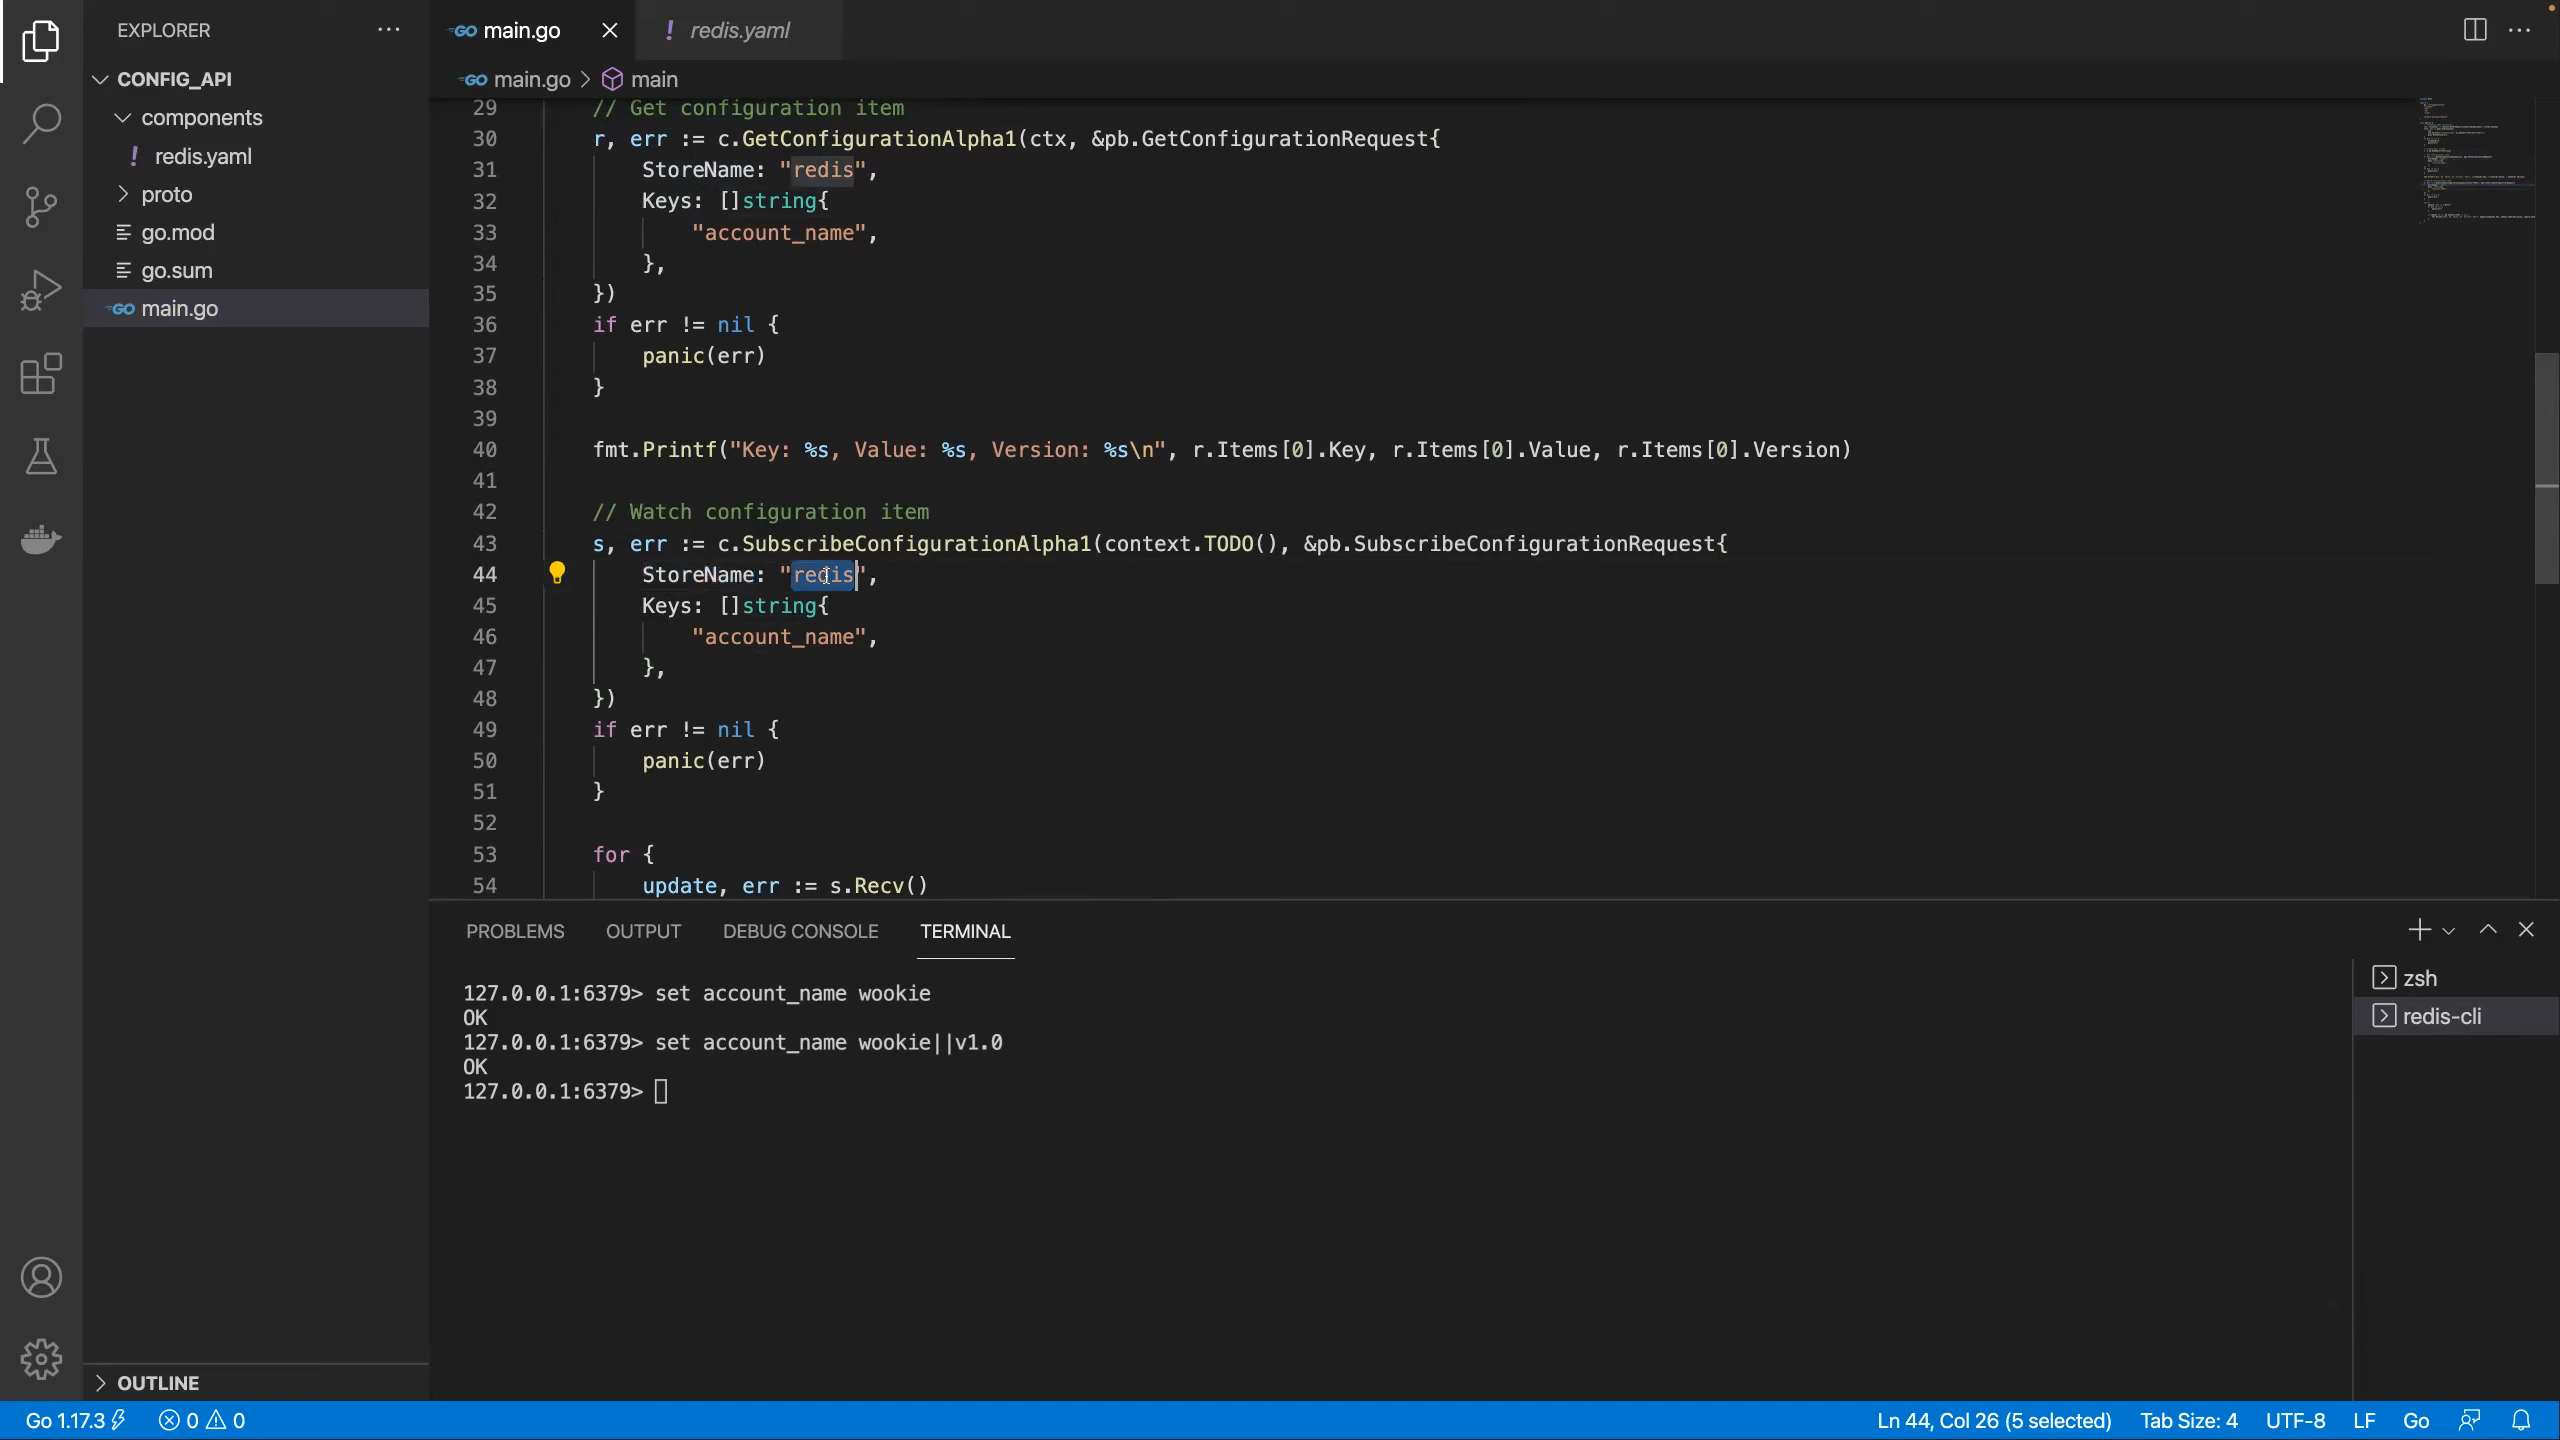 EXPLORER
CONFIG_API
components
! redis.yaml
proto
go.mod
go.sum
GO main.go
OUTLINE
GO main.go
! redis.yaml
GO main.go > main
29 // Get configuration item
30 r, err := c.GetConfigurationAlpha1(ctx, &pb.GetConfigurationRequest{
31 StoreName: "redis",
32 Keys: []string{
33 "account_name",
34 },
35 })
36 if err != nil {
37 panic(err)
38 }
39
40 fmt.Printf("Key: %s, Value: %s, Version: %s\n", r.Items[0].Key, r.Items[0].Value, r.Items[0].Version)
41
42 // Watch configuration item
43 s, err := c.SubscribeConfigurationAlpha1(context.TODO(), &pb.SubscribeConfigurationRequest{
44 StoreName: "redis",
45 Keys: []string{
46 "account_name",
47 },
48 })
49 if err != nil {
50 panic(err)
51 }
52
53 for {
54 update, err := s.Recv()
PROBLEMS OUTPUT DEBUG CONSOLE TERMINAL
127.0.0.1:6379> set account_name wookie
OK
127.0.0.1:6379> set account_name wookie||v1.0
OK
127.0.0.1:6379>
zsh
redis-cli
Go 1.17.3 0 0 Ln 44, Col 26 (5 selected) Tab Size: 4 UTF-8 LF Go